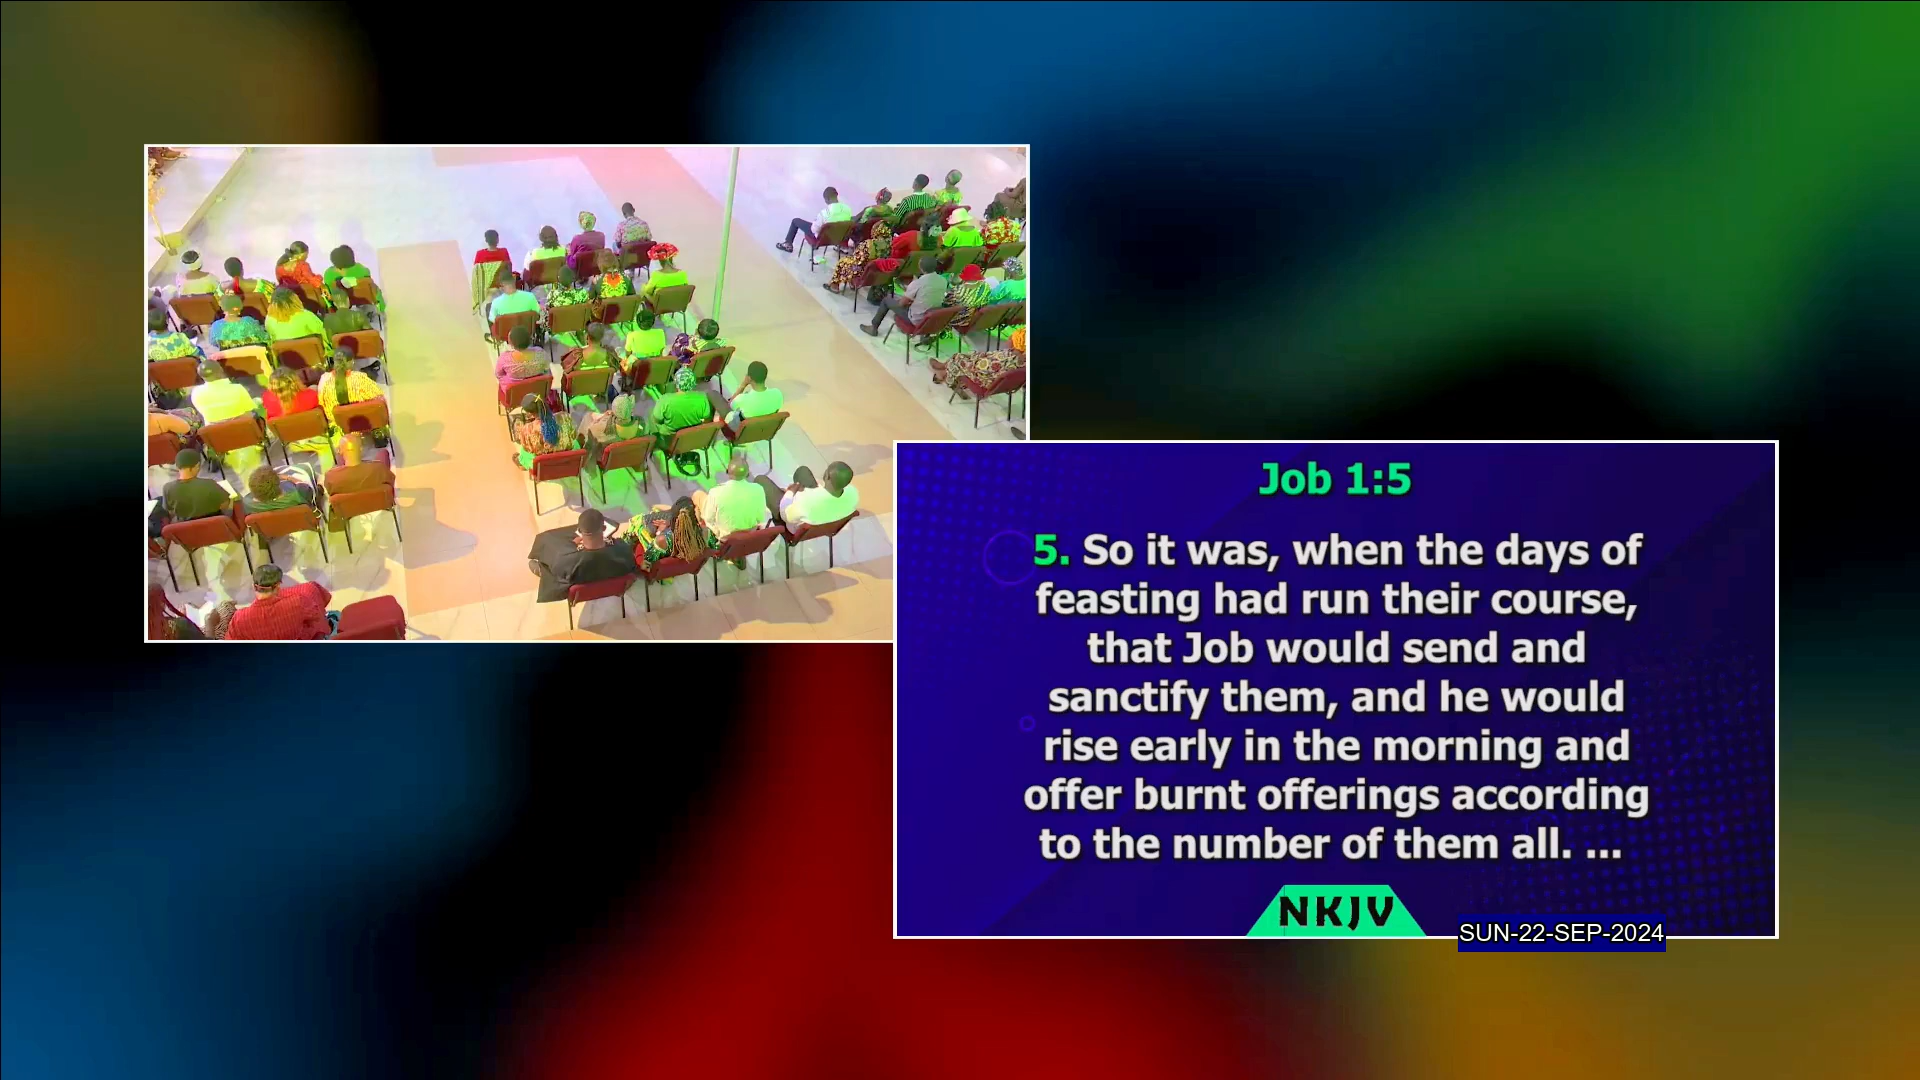 Job 1:5
5. So it was, when the days of
feasting had run their course,
that Job would send and
sanctify them, and he would
rise early in the morning and
offer burnt offerings according
to the number of them all. ...
NKJV
SUN-22-SEP-2024